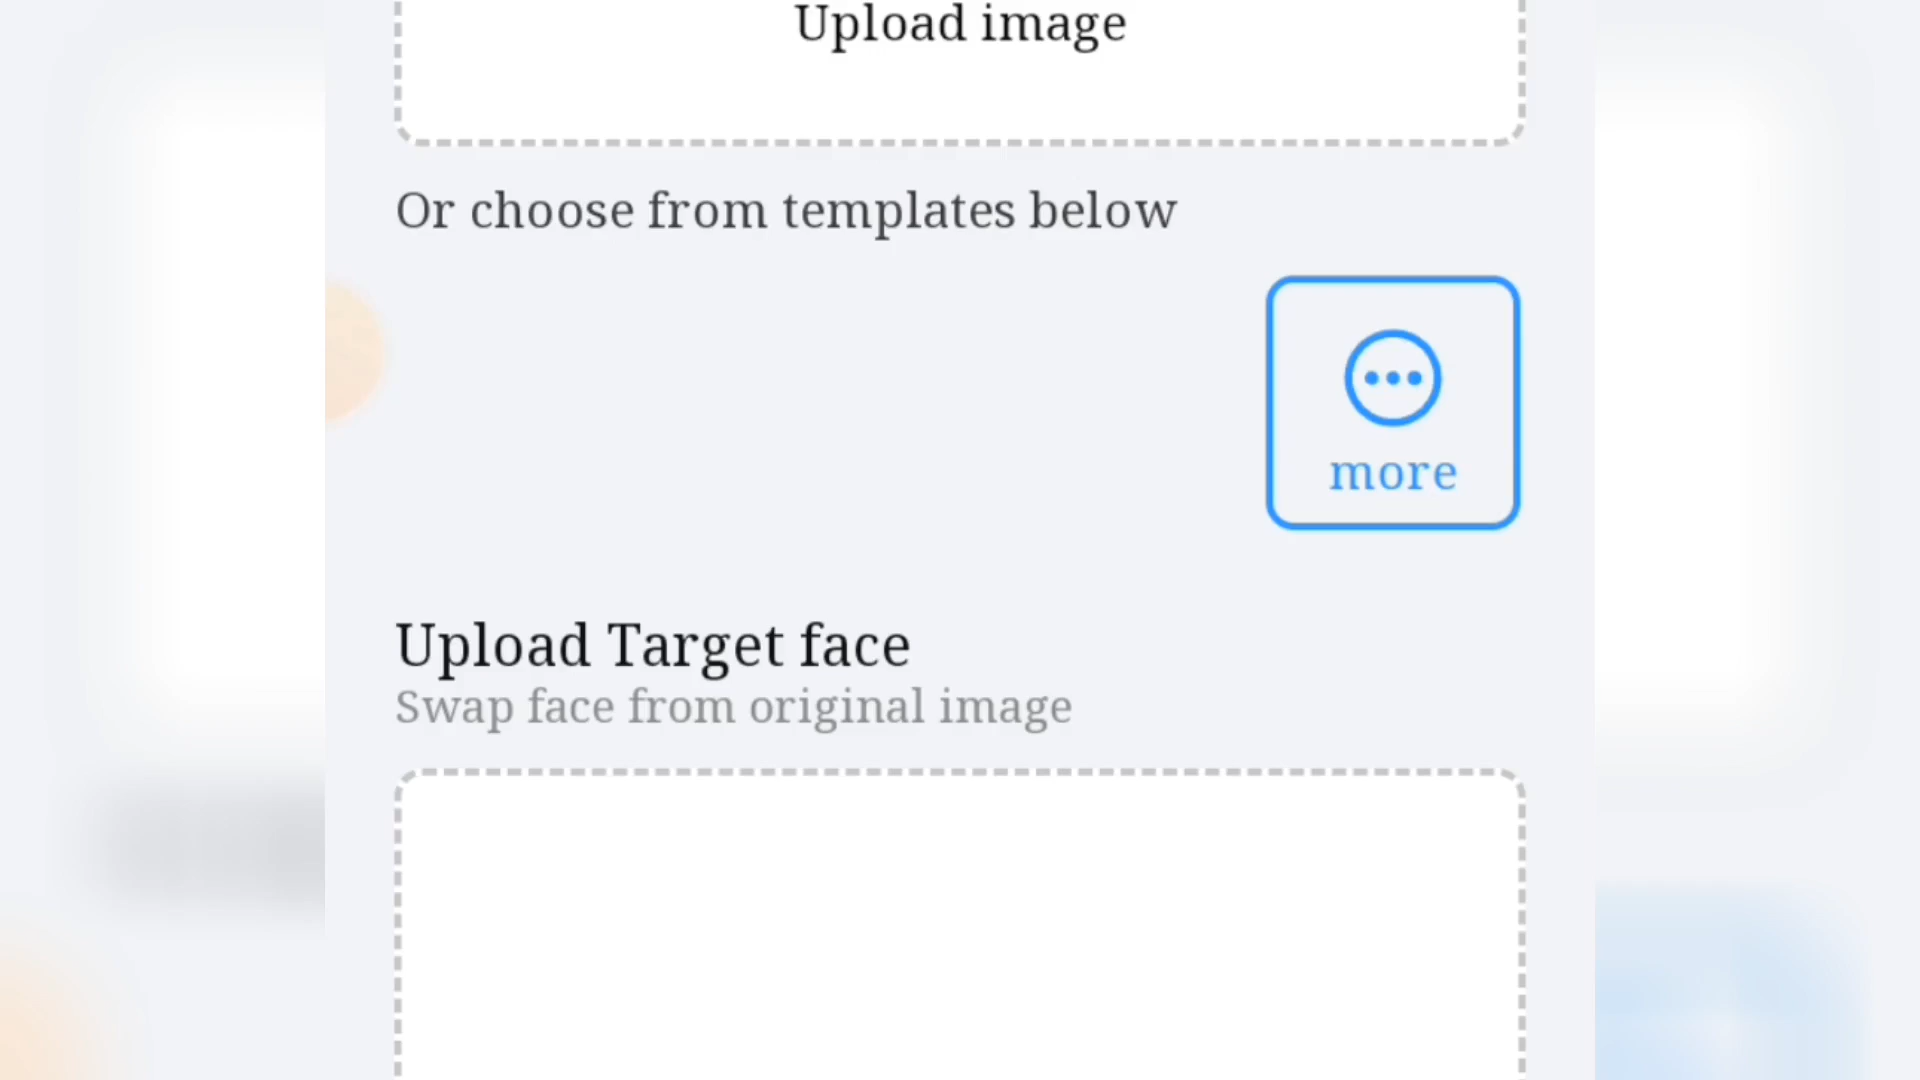 Upload image
Or choose from templates below
more
Upload Target face
Swap face from original image